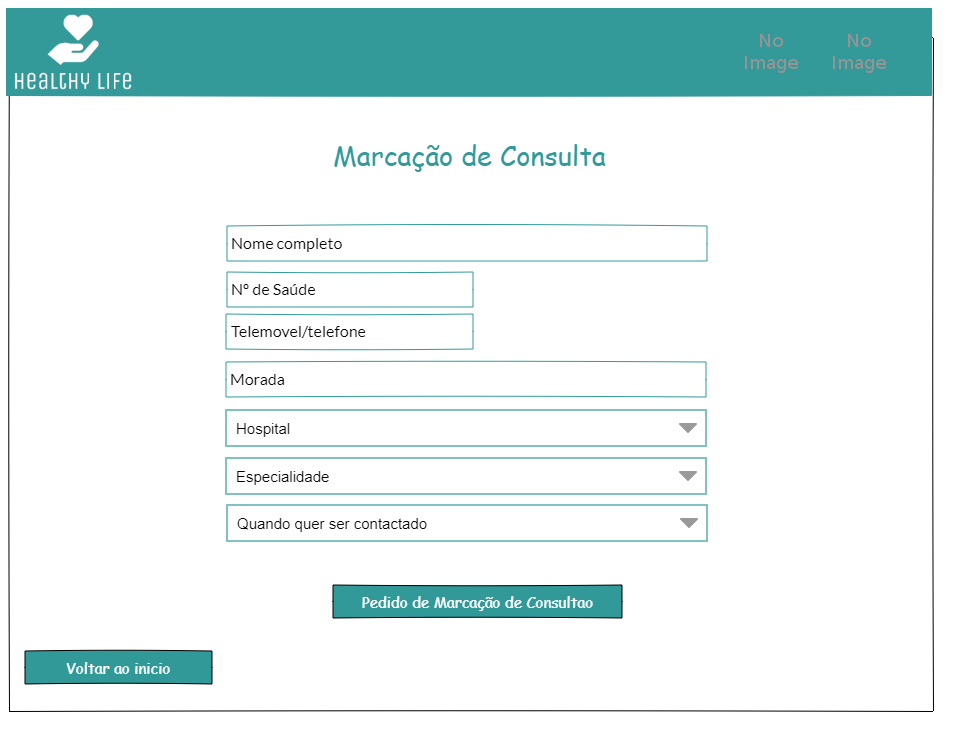 HEALTHY LIFE
No Image
No Image
Marcação de Consulta
Nome completo
Nº de Saúde
Telemovel/telefone
Morada
Hospital
Especialidade
Quando quer ser contactado
Pedido de Marcação de Consultao
Voltar ao inicio